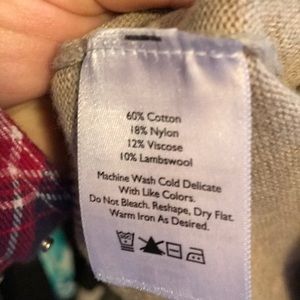 60% Cotton
18% Nylon
12% Viscose
10% Lambswool
Machine Wash Cold Delicate
With Like Colors.
Do Not Bleach. Reshape, Dry Flat.
Warm Iron As Desired.